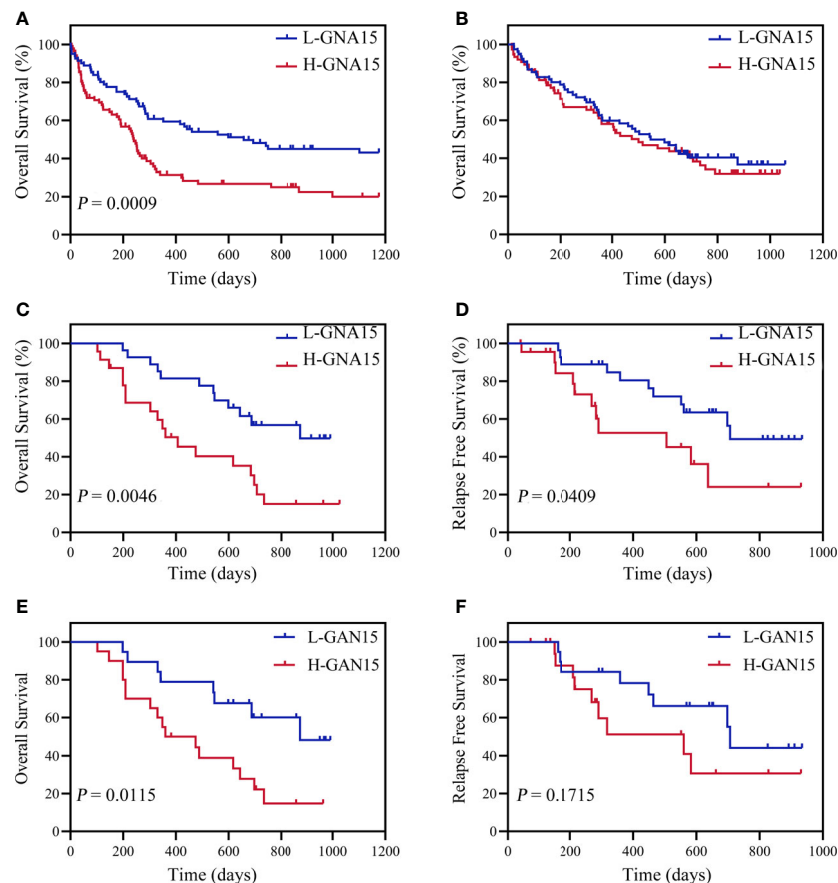 A
100
80
60
40
20
0
L-GNA15
H-GNA15
P = 0.0009
Overall Survival (%)
0 200 400 600 800 1000 1200
Time (days)
B
100
80
60
40
20
0
L-GNA15
H-GNA15
Overall Survival (%)
0 200 400 600 800 1000 1200
Time (days)
C
100
80
60
40
20
0
L-GNA15
H-GNA15
P = 0.0046
Overall Survival (%)
0 200 400 600 800 1000 1200
Time (days)
D
100
80
60
40
20
0
L-GNA15
H-GNA15
P = 0.0409
Relapse Free Survival (%)
0 200 400 600 800 1000
Time (days)
E
100
80
60
40
20
0
L-GAN15
H-GAN15
P = 0.0115
Overall Survival
0 200 400 600 800 1000 1200
Time (days)
F
100
80
60
40
20
0
L-GAN15
H-GAN15
P = 0.1715
Relapse Free Survival
0 200 400 600 800 1000
Time (days)